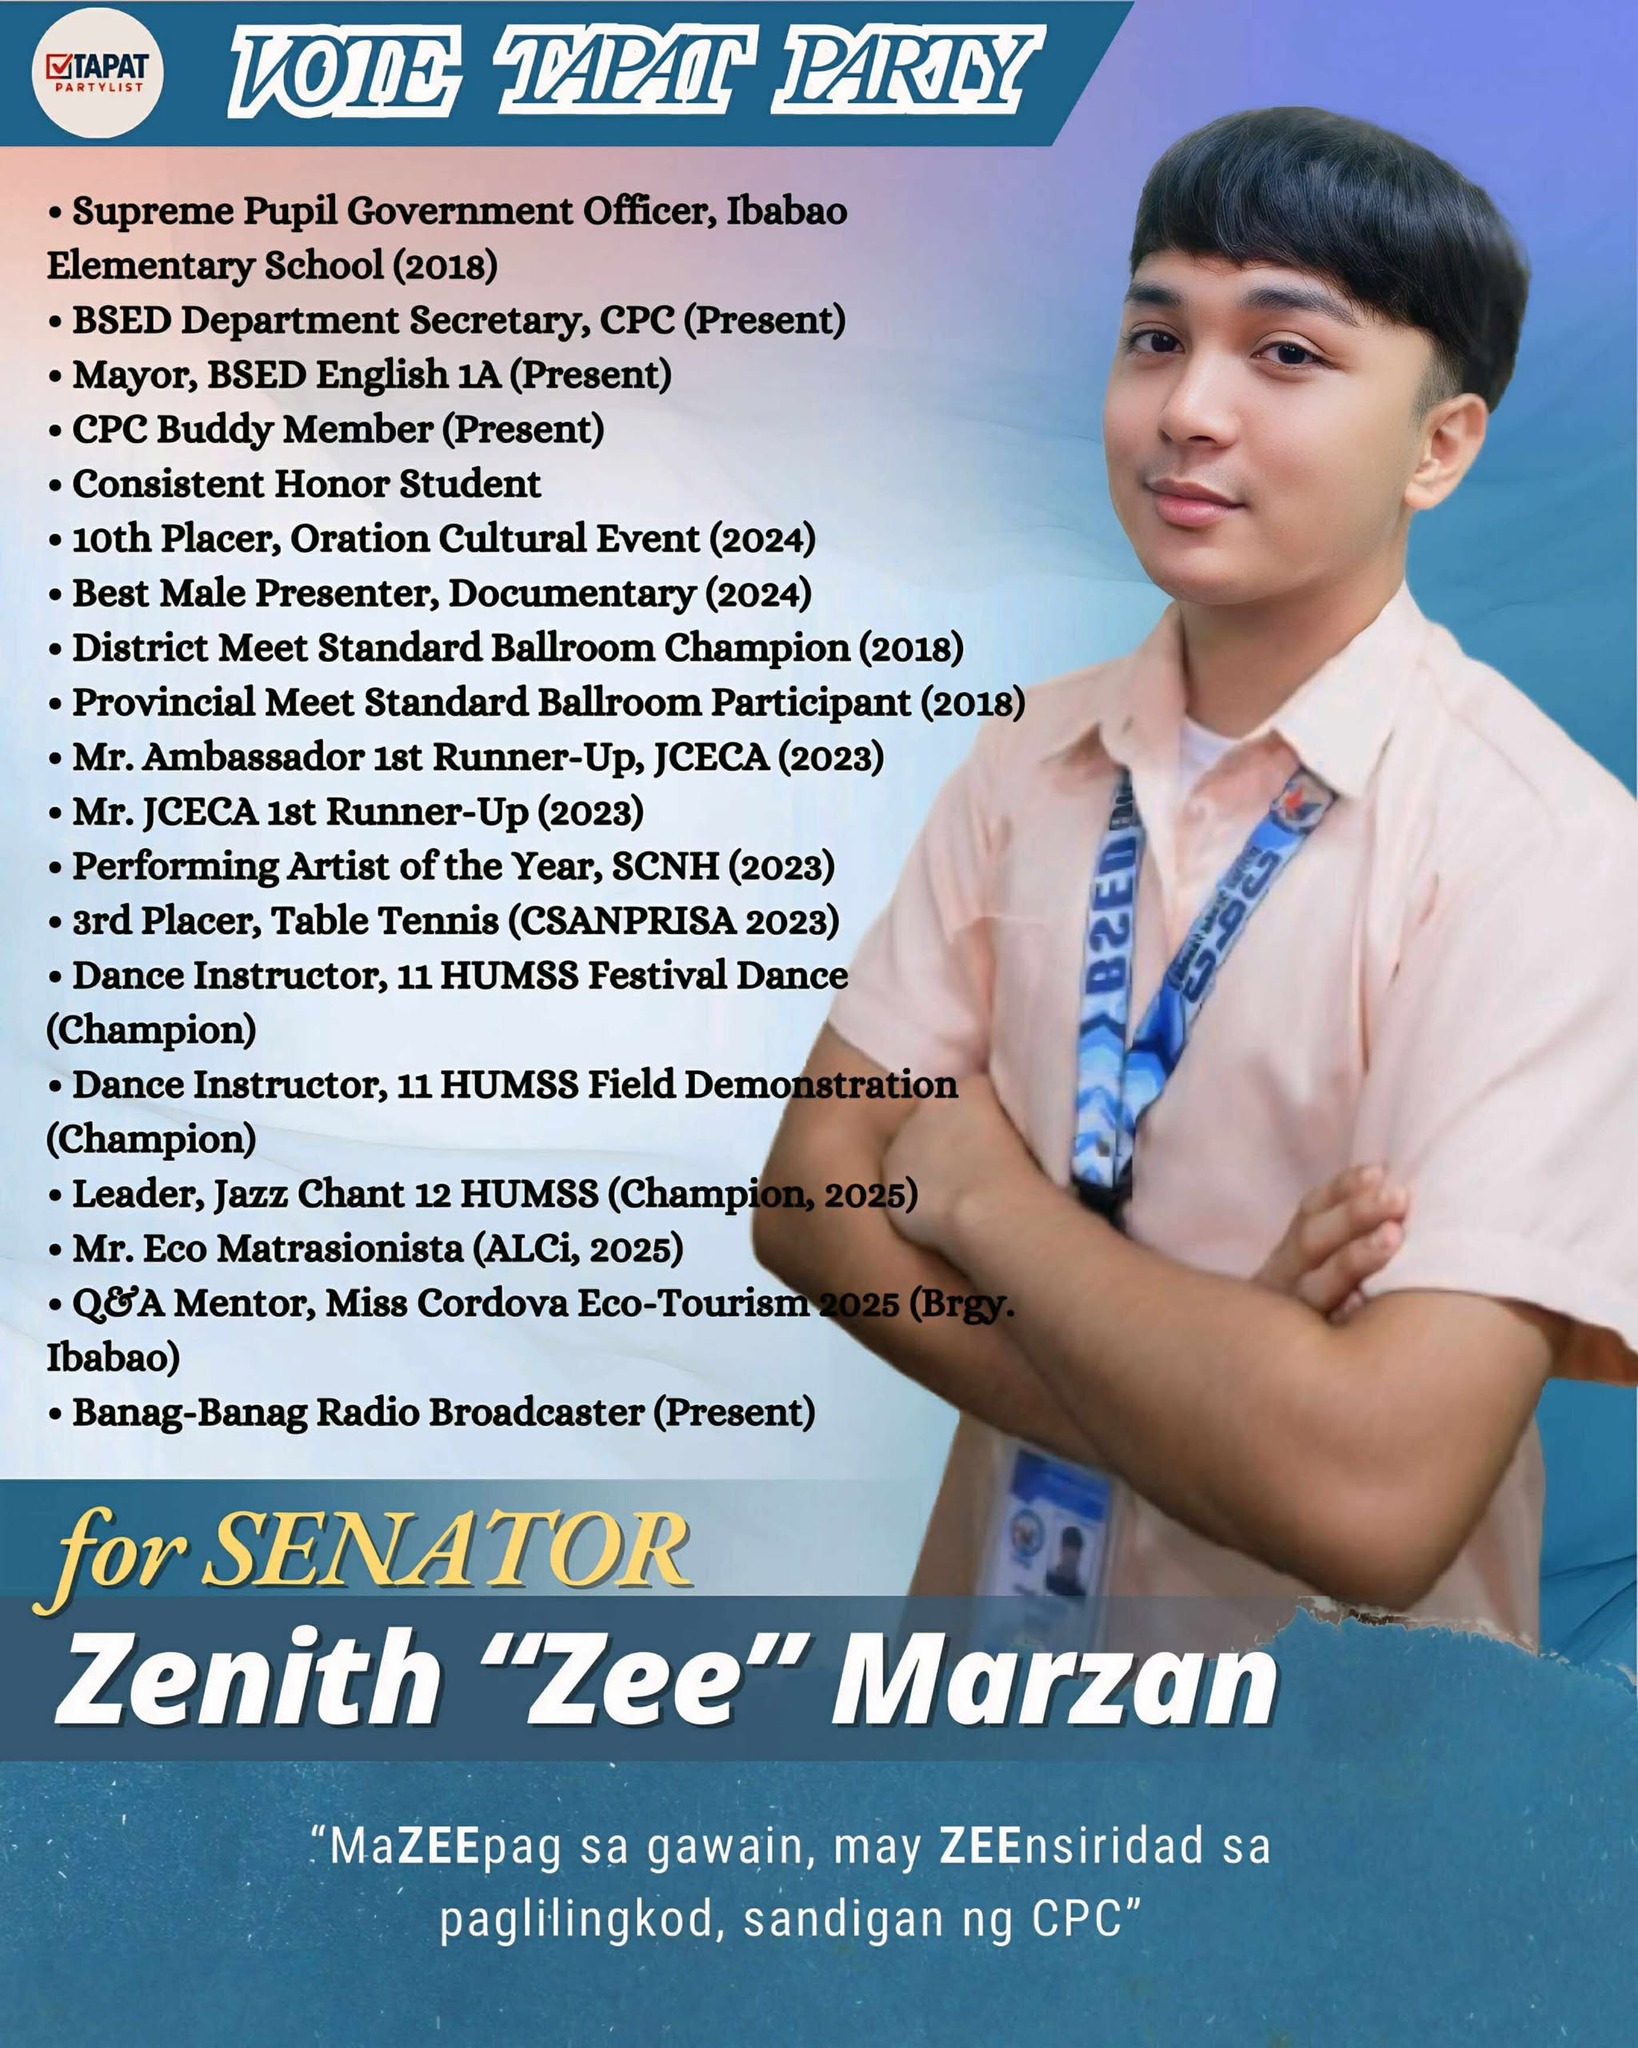 TAPAT
PARTYLIST
VOTE TAPAT PARTY
• Supreme Pupil Government Officer, Ibabao
Elementary School (2018)
• BSED Department Secretary, CPC (Present)
• Mayor, BSED English 1A (Present)
• CPC Buddy Member (Present)
• Consistent Honor Student
• 10th Placer, Oration Cultural Event (2024)
• Best Male Presenter, Documentary (2024)
• District Meet Standard Ballroom Champion (2018)
• Provincial Meet Standard Ballroom Participant (2018)
• Mr. Ambassador 1st Runner-Up, JCECA (2023)
• Mr. JCECA 1st Runner-Up (2023)
• Performing Artist of the Year, SCNH (2023)
• 3rd Placer, Table Tennis (CSANPRISA 2023)
• Dance Instructor, 11 HUMSS Festival Dance
(Champion)
• Dance Instructor, 11 HUMSS Field Demonstration
(Champion)
• Leader, Jazz Chant 12 HUMSS (Champion, 2025)
• Mr. Eco Matrasionista (ALCi, 2025)
• Q&A Mentor, Miss Cordova Eco-Tourism 2025 (Brgy.
Ibabao)
• Banag-Banag Radio Broadcaster (Present)
BSED
for SENATOR
Zenith "Zee" Marzan
"MaZEEpag sa gawain, may ZEEnsiridad sa
paglilingkod, sandigan ng CPC"